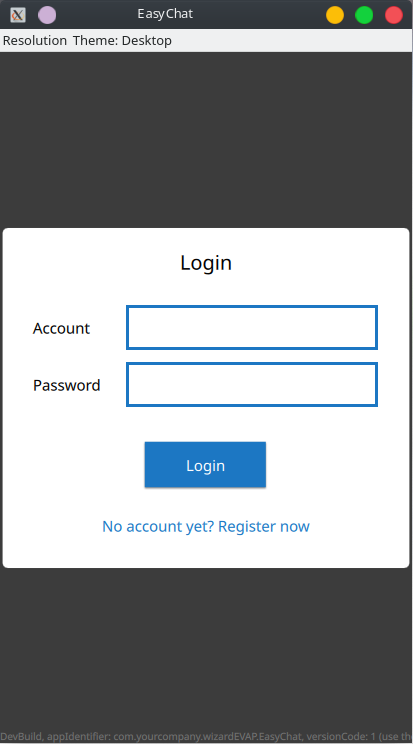 EasyChat
Resolution Theme: Desktop
Login
Account
Password
Login
No account yet? Register now
DevBuild, appIdentifier: com.yourcompany.wizardEVAP.EasyChat, versionCode: 1 (use the